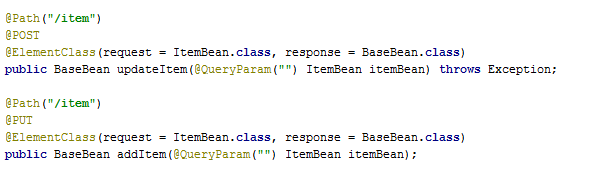 @Path("/item")
@POST
@ElementClass(request = ItemBean.class, response = BaseBean.class)
public BaseBean updateItem(@QueryParam("") ItemBean itemBean) throws Exception;
@Path("/item")
@PUT
@ElementClass(request = ItemBean.class, response = BaseBean.class)
public BaseBean addItem(@QueryParam("") ItemBean itemBean);